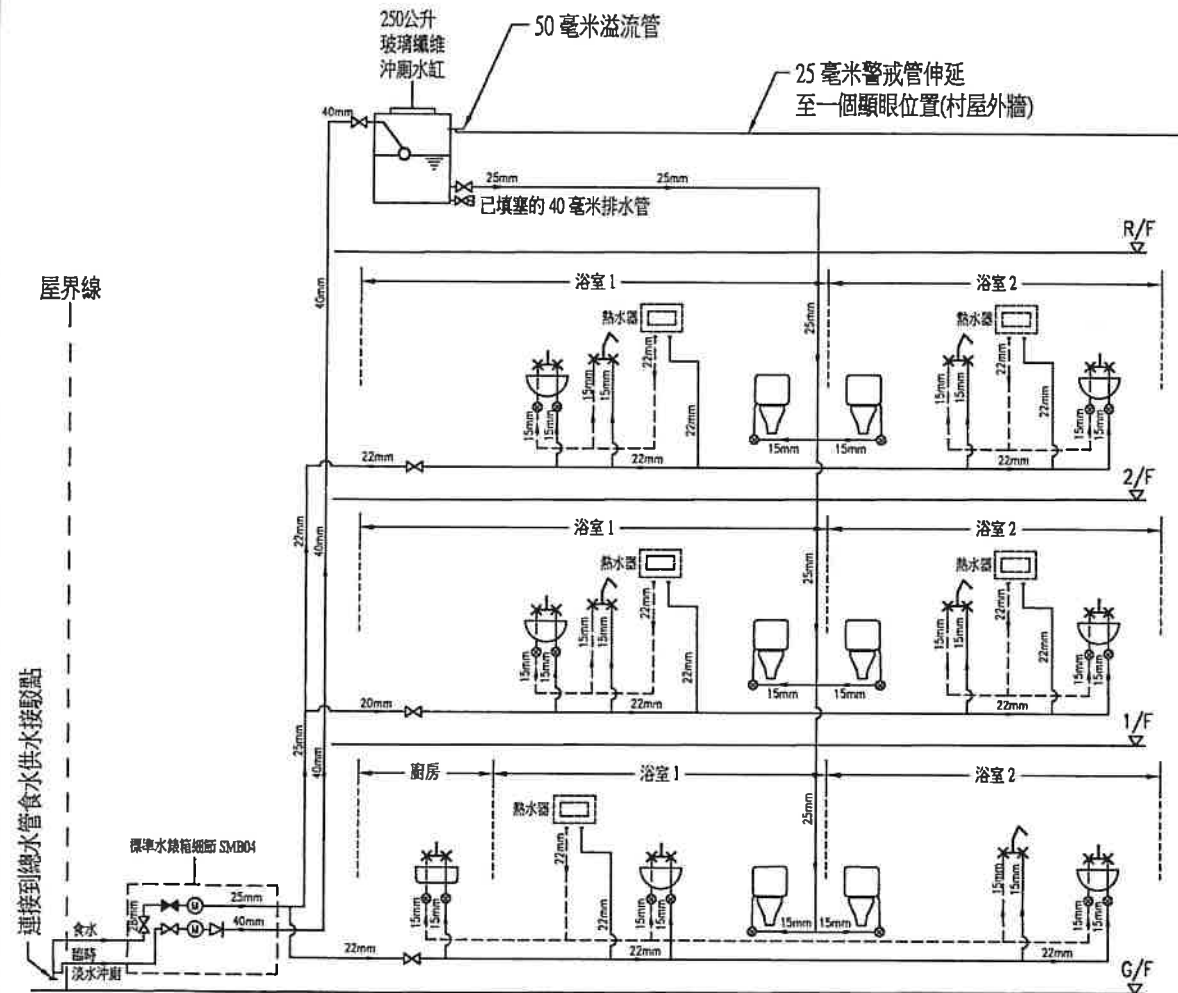 250公升
玻璃纖维
沖廁水缸
50 毫米溢流管
25 毫米警戒管伸延
至一個顯眼位置(村屋外牆)
40mm
25mm
25mm
已填塞的 40 毫米排水管
R/F
屋界線
40mm
浴室 1
浴室 2
25mm
熱水器
22mm
15mm
15mm
22mm
15mm
15mm
15mm
15mm
熱水器
22mm
15mm
15mm
22mm
15mm
15mm
22mm
22mm
22mm
2/F
22mm
40mm
浴室 1
浴室 2
25mm
熱水器
22mm
15mm
15mm
22mm
15mm
15mm
15mm
15mm
熱水器
22mm
15mm
15mm
22mm
15mm
15mm
20mm
22mm
22mm
1/F
25mm
40mm
廚房
浴室 1
浴室 2
25mm
熱水器
22mm
22mm
15mm
15mm
15mm
15mm
15mm
15mm
15mm
15mm
15mm
15mm
22mm
22mm
22mm
G/F
連接到總水管食水供水接駁點
標準水錶箱細節 SMB04
食水
28mm
M
25mm
臨時
淡水沖廁
M
40mm